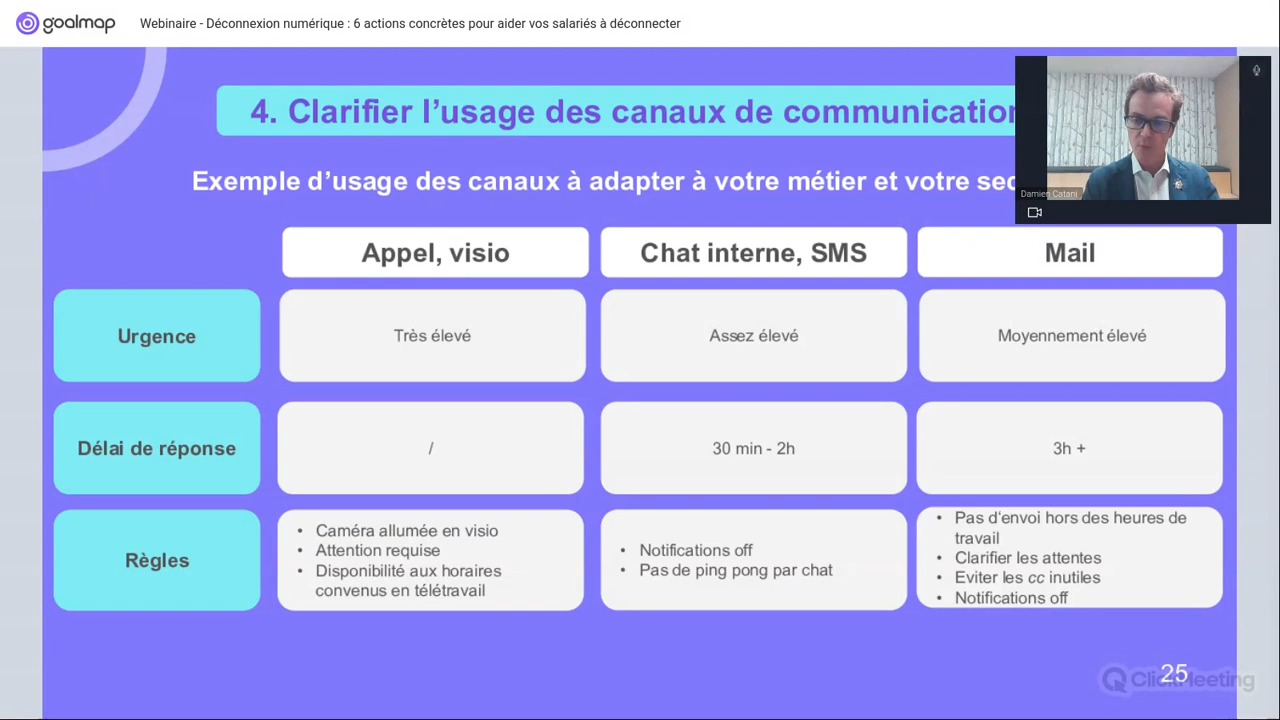 goalmap
Webinaire - Déconnexion numérique : 6 actions concrètes pour aider vos salariés à déconnecter
4. Clarifier l'usage des canaux de communication
Exemple d'usage des canaux à adapter à votre métier et votre sec
Damien Catani
Appel, visio
Chat interne, SMS
Mail
Urgence
Très élevé
Assez élevé
Moyennement élevé
Délai de réponse
/
30 min - 2h
3h +
Règles
• Caméra allumée en visio
• Attention requise
• Disponibilité aux horaires
convenus en télétravail
• Notifications off
• Pas de ping pong par chat
• Pas d'envoi hors des heures de
travail
• Clarifier les attentes
• Eviter les cc inutiles
• Notifications off
25
ClickMeeting